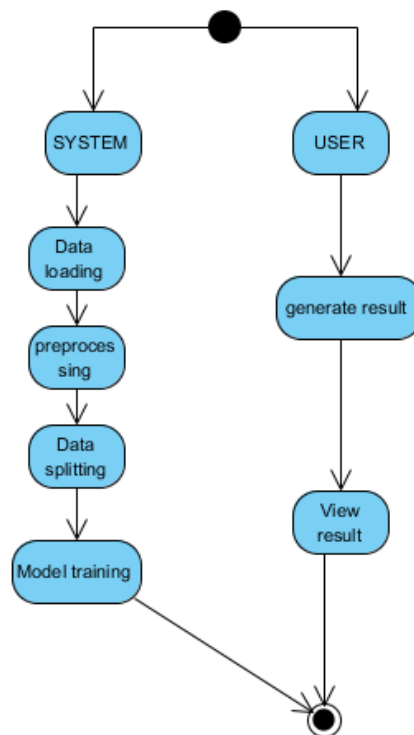 SYSTEM
USER
Data
loading
generate result
preproces
sing
Data
splitting
View
result
Model training